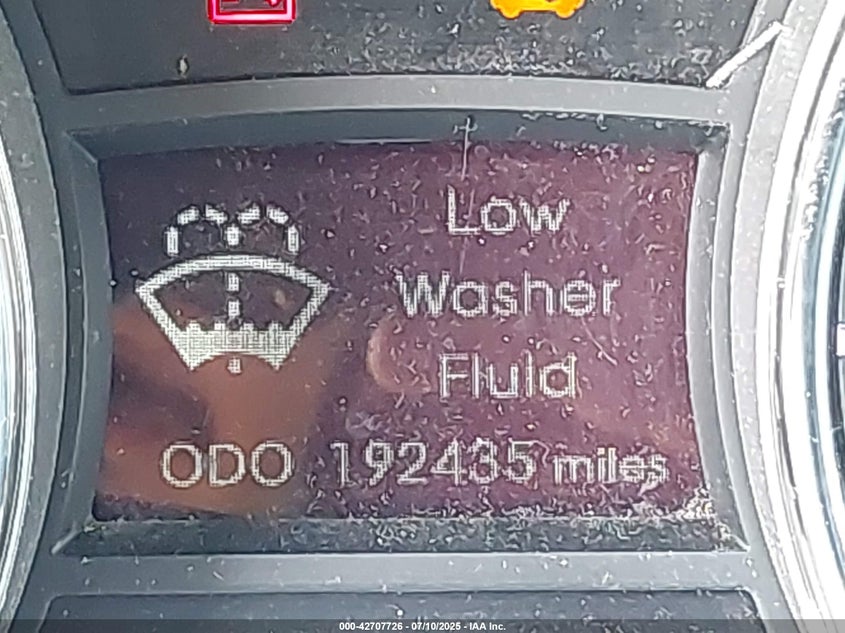 Low
Washer
Fluid
ODO 192435 miles
000-42707726 - 07/10/2025 - IAA Inc.